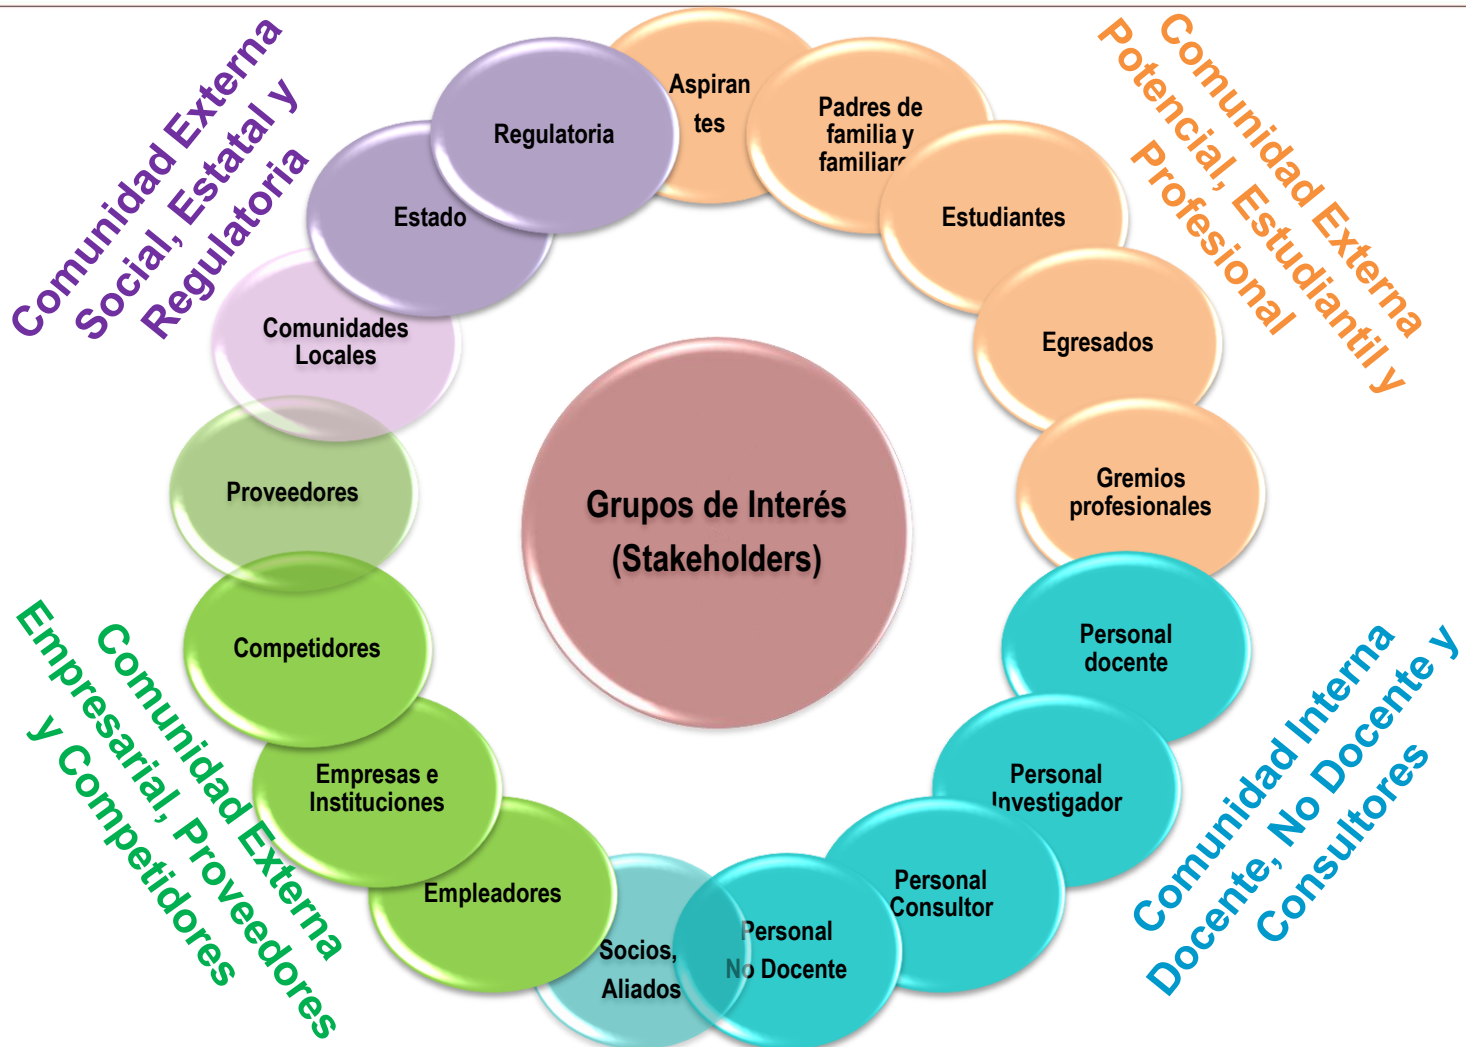 Comunidad Externa
Social, Estatal y
Regulatoria
Comunidad Externa
Potencial, Estudiantil y
Profesional
Aspiran
tes
Padres de
familia y
Estudiantes
Egresados
Gremios
profesionales
Personal
docente
Personal
Investigador
Personal
Consultor
Personal
No Docente
Socios,
Aliados
Empleadores
Empresas e
Instituciones
Competidores
Proveedores
Comunidades
Locales
Estado
Regulatoria
Grupos de Interés
(Stakeholders)
Comunidad Externa
Empresarial, Proveedores
y Competidores
Comunidad Interna
Docente, No Docente y
Consultores